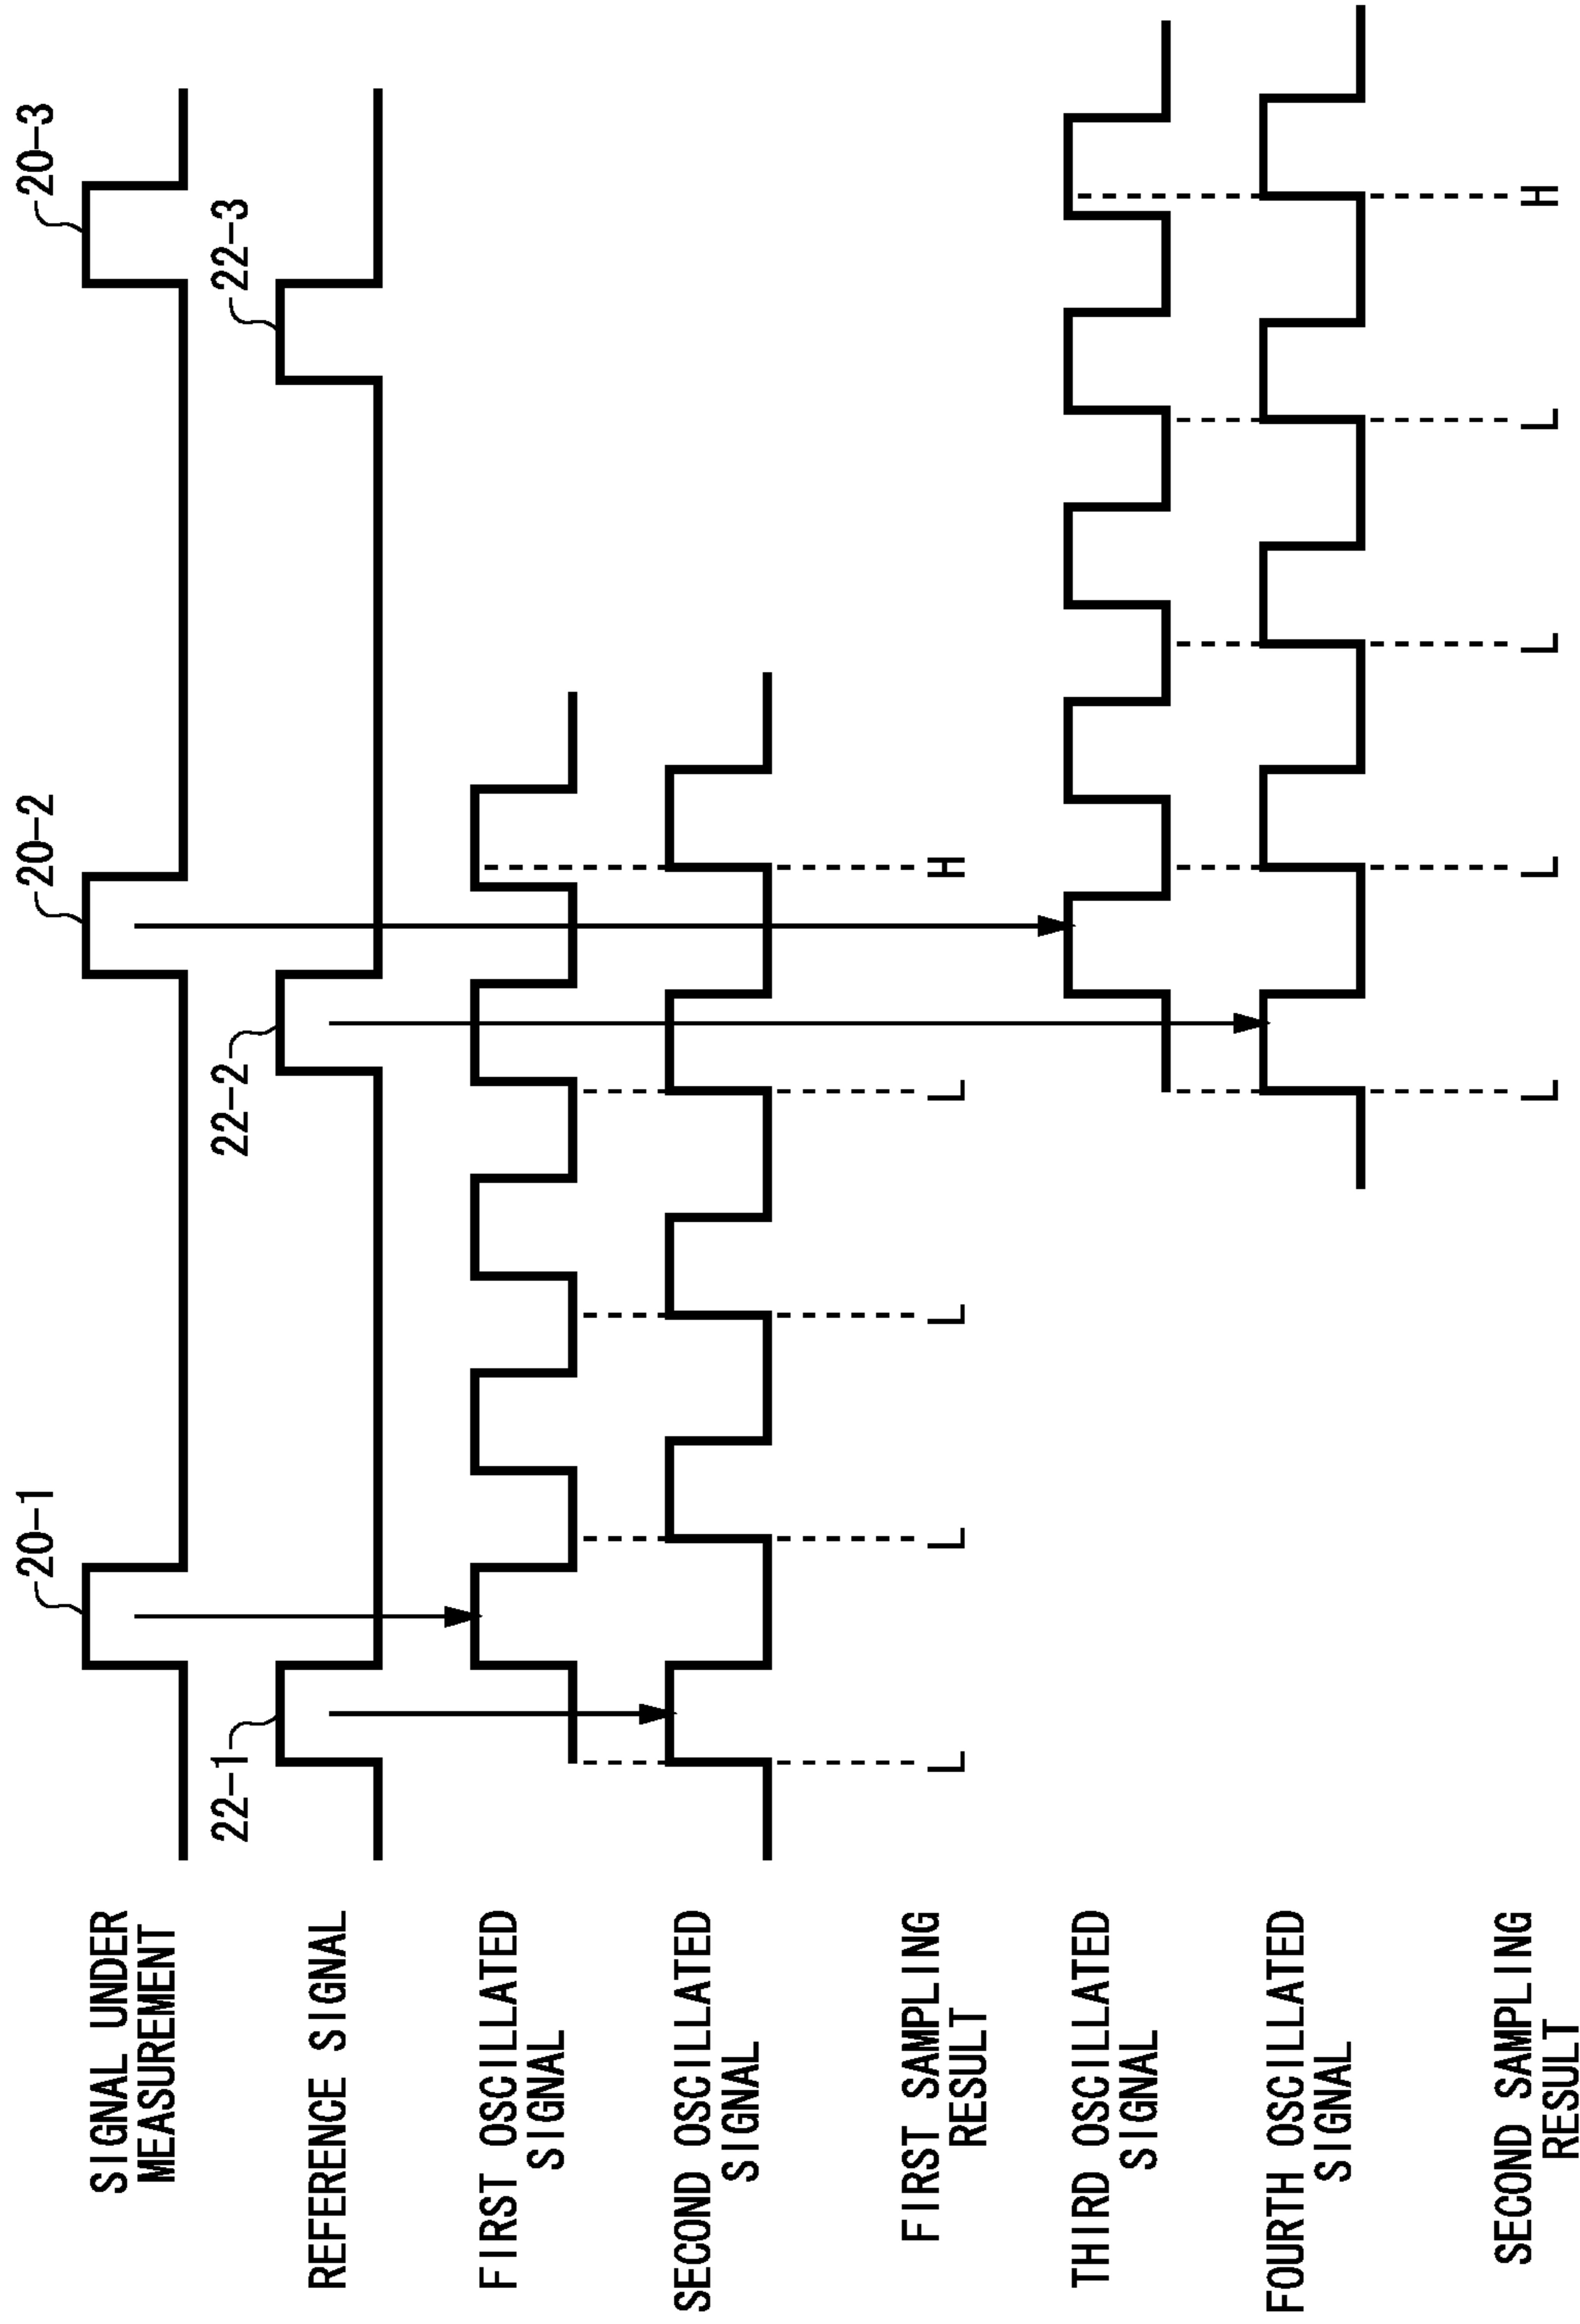 20-1
20-2
20-3
SIGNAL UNDER
MEASUREMENT
22-1
22-2
22-3
REFERENCE SIGNAL
FIRST OSCILLATED
SIGNAL
SECOND OSCILLATED
SIGNAL
FIRST SAMPLING
RESULT
L L L L H
THIRD OSCILLATED
SIGNAL
FOURTH OSCILLATED
SIGNAL
SECOND SAMPLING
RESULT
L L L L H